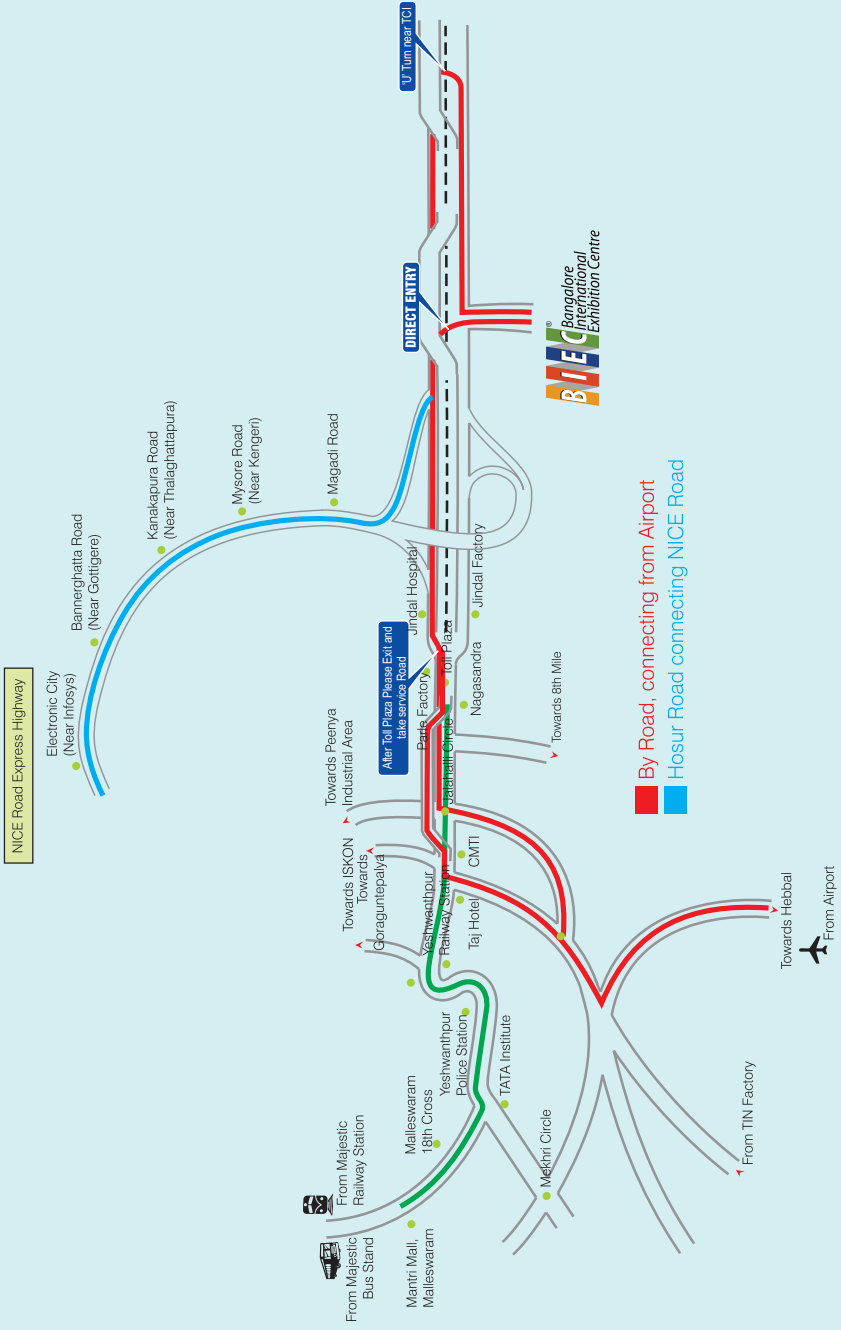 NICE Road Express Highway
Electronic City
(Near Infosys)
Bannerghatta Road
(Near Gottigere)
Kanakapura Road
(Near Thalaghattapura)
Mysore Road
(Near Kengeri)
Magadi Road
'U' Turn near TCI
DIRECT ENTRY
After Toll Plaza Please Exit and
take service Road
Jindal Hospital
Jindal Factory
Toll Plaza
Parle Factory
Nagasandra
Jalahalli Circle
Towards 8th Mile
Towards Peenya
Industrial Area
Towards ISKON
Towards
Goraguntepalya
CMTI
Yeshwanthpur
Railway Station
Taj Hotel
Yeshwanthpur
Police Station
TATA Institute
Malleswaram
18th Cross
From Majestic
Railway Station
From Majestic
Bus Stand
Mantri Mall,
Malleswaram
Mekhri Circle
From TIN Factory
Towards Hebbal
From Airport
BIEC®
Bangalore
International
Exhibition Centre
By Road, connecting from Airport
Hosur Road connecting NICE Road